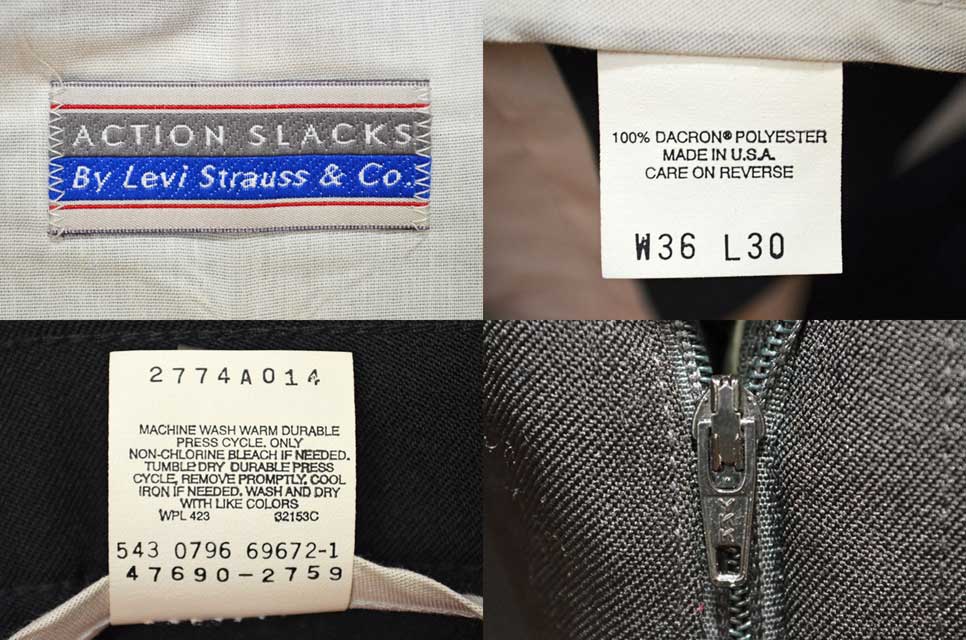 ACTION SLACKS
By Levi Strauss & Co.
100% DACRON® POLYESTER
MADE IN U.S.A.
CARE ON REVERSE
W36 L30
2774A014
MACHINE WASH WARM DURABLE
PRESS CYCLE. ONLY
NON-CHLORINE BLEACH IF NEEDED.
TUMBLE DRY DURABLE PRESS
CYCLE, REMOVE PROMPTLY, COOL
IRON IF NEEDED. WASH AND DRY
WITH LIKE COLORS
WPL 423 32153C
543 0796 69672-1
47690-2759
YKK